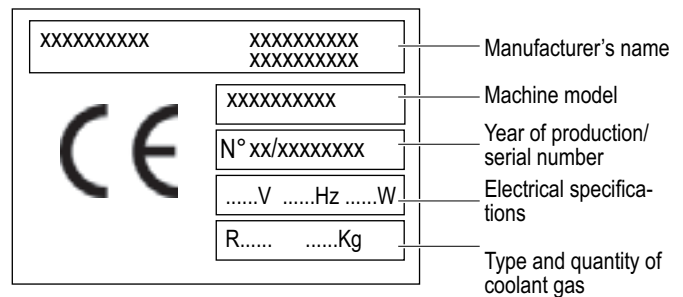 xxxxxxxxxx xxxxxxxxxx
xxxxxxxxxx
Manufacturer’s name
CE
xxxxxxxxxx
Machine model
N° xx/xxxxxxxx
Year of production/
serial number
......V ......Hz ......W
Electrical specifica-
tions
R...... ......Kg
Type and quantity of
coolant gas